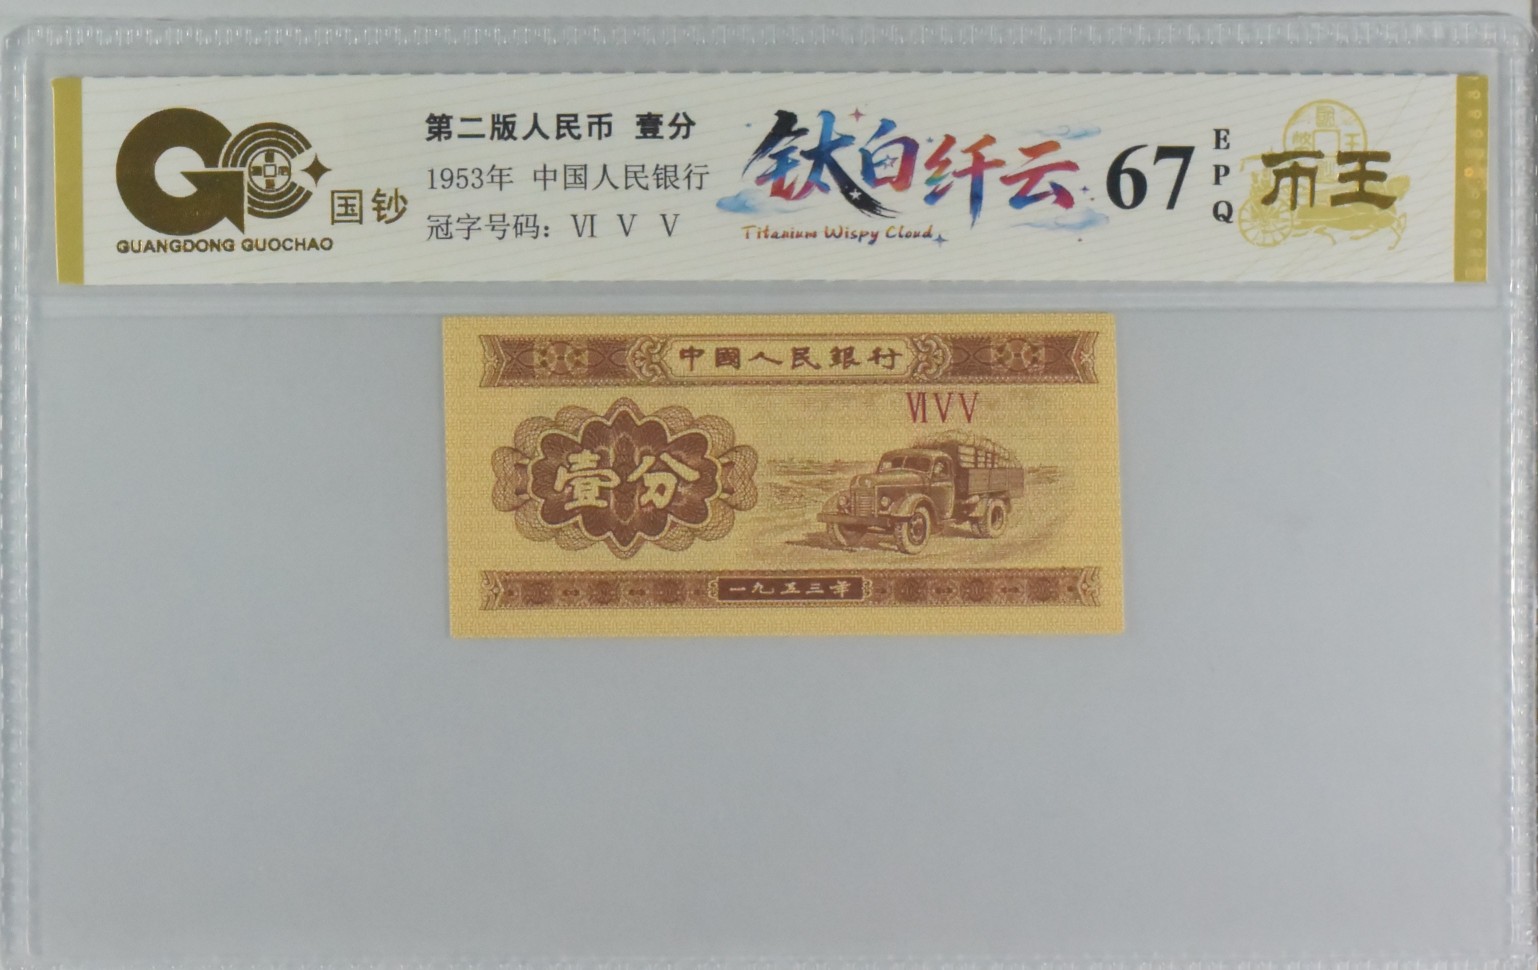 GUANGDONG GUOCHAO
国钞
第二版人民币 壹分
1953年 中国人民银行
冠字号码: Ⅵ Ⅴ Ⅴ
钛白纤云
Titanium Wispy Cloud
67
EPQ
币王
中國人民銀行
ⅥⅤⅤ
壹分
一九五三年